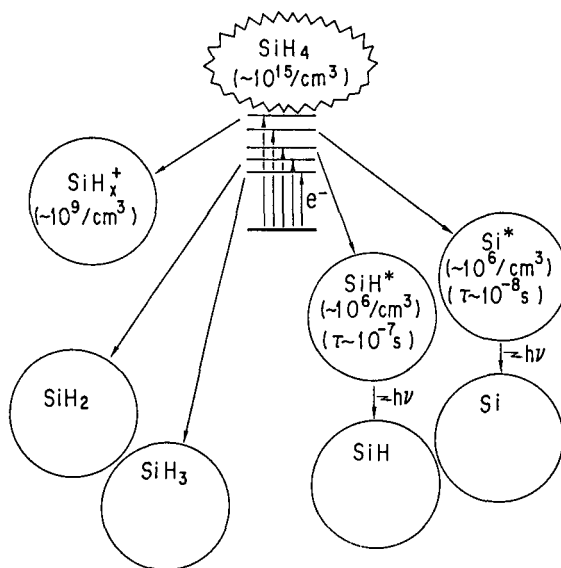 SiH4
(~10^15/cm^3)
SiHx^+
(~10^9/cm^3)
e^-
SiH*
(~10^6/cm^3)
(τ~10^-7s)
Si*
(~10^6/cm^3)
(τ~10^-8s)
hν
hν
SiH2
SiH3
SiH
Si